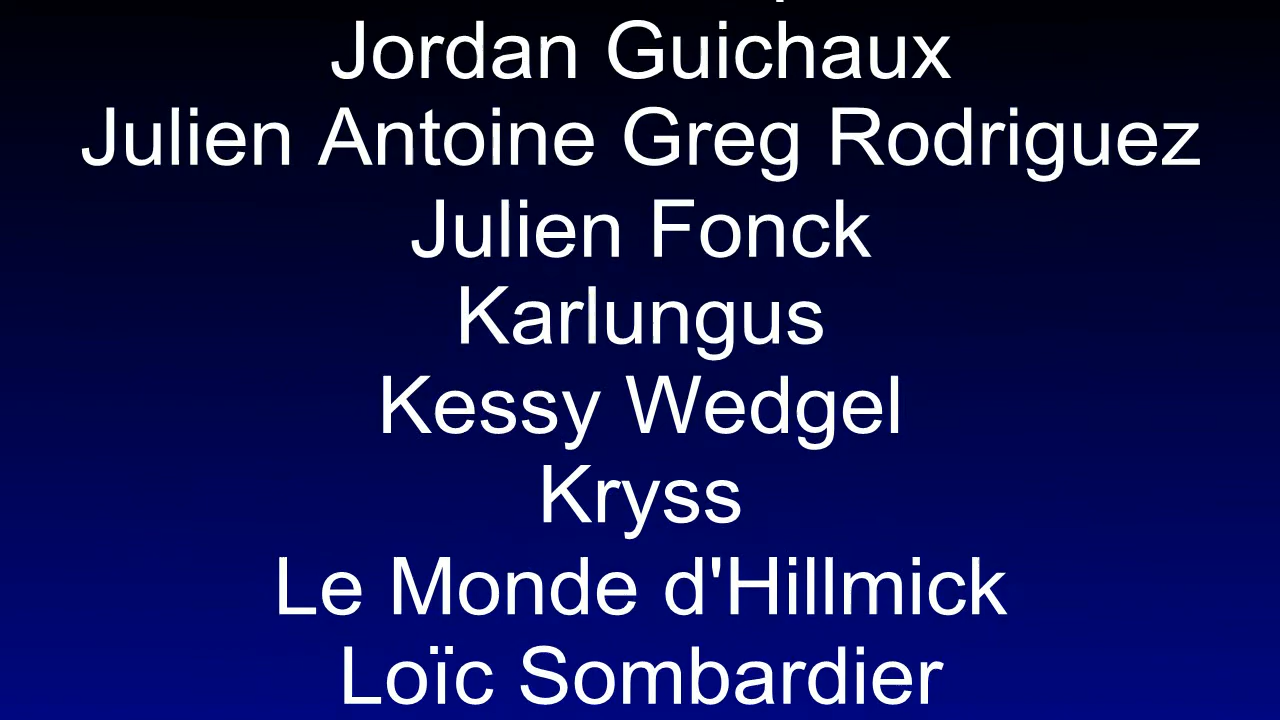 Jordan Guichaux
Julien Antoine Greg Rodriguez
Julien Fonck
Karlungus
Kessy Wedgel
Kryss
Le Monde d'Hillmick
Loïc Sombardier